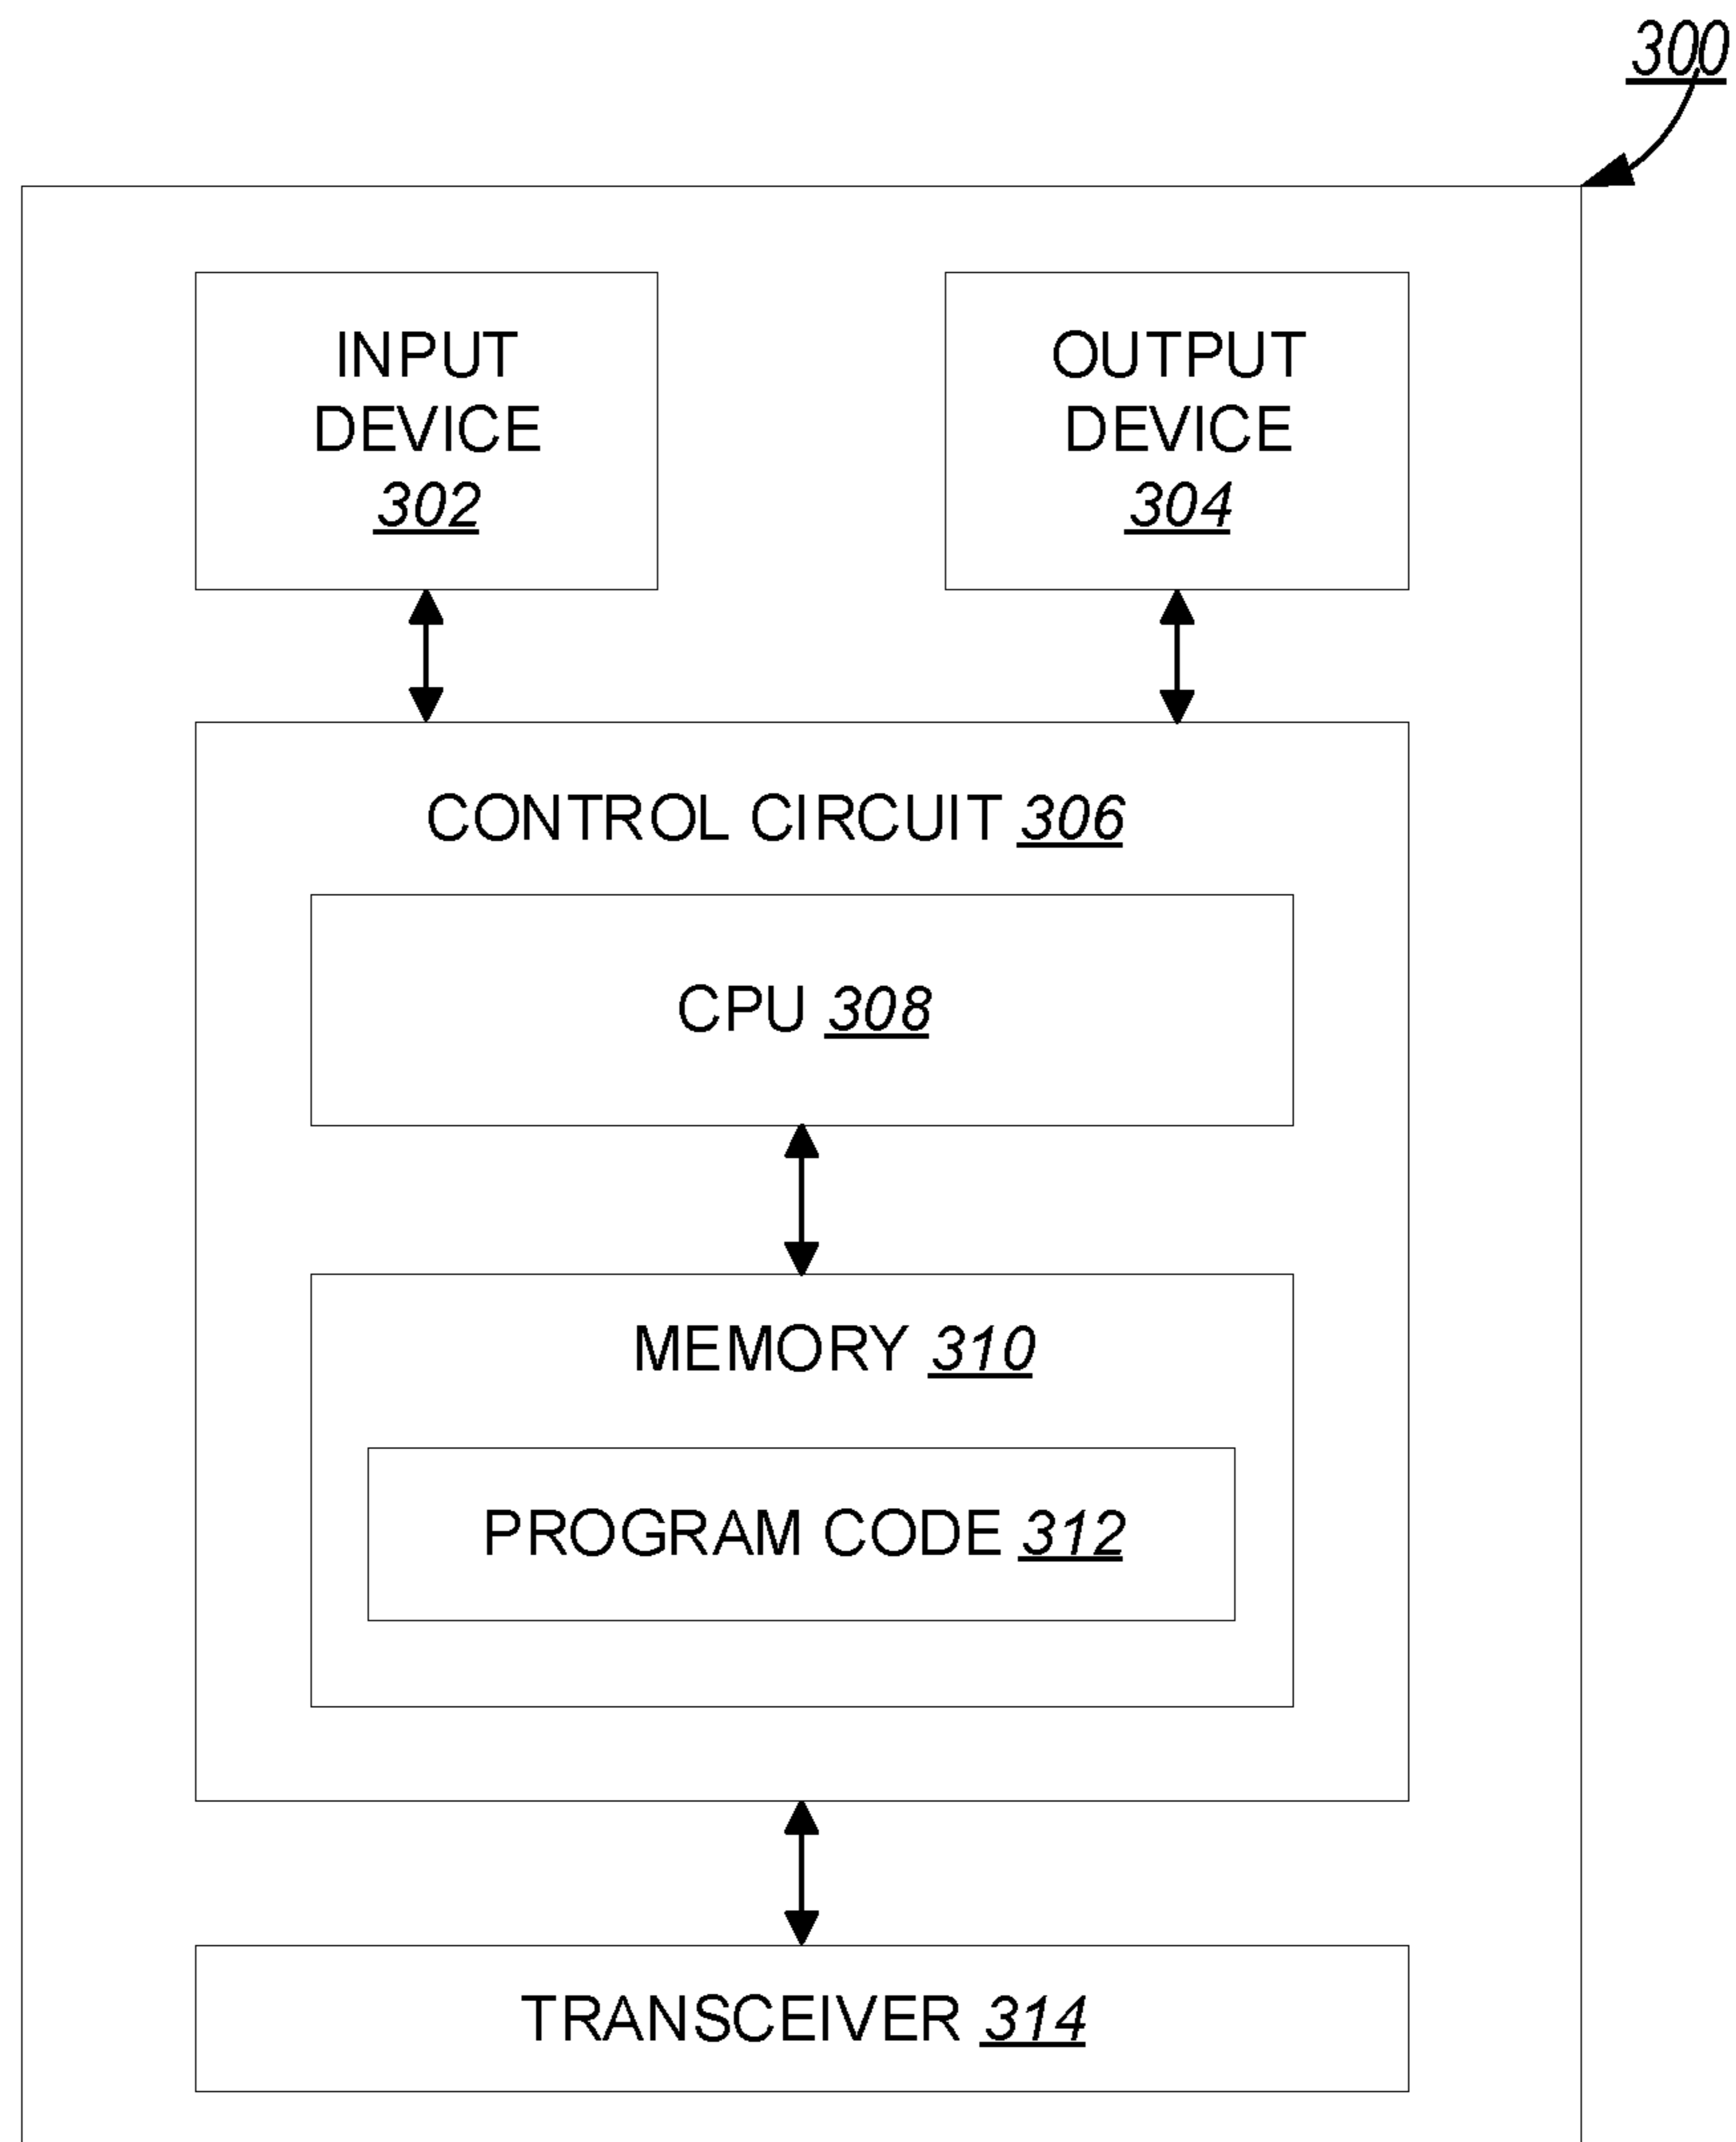 300
INPUT
DEVICE
302
OUTPUT
DEVICE
304
CONTROL CIRCUIT 306
CPU 308
MEMORY 310
PROGRAM CODE 312
TRANSCEIVER 314